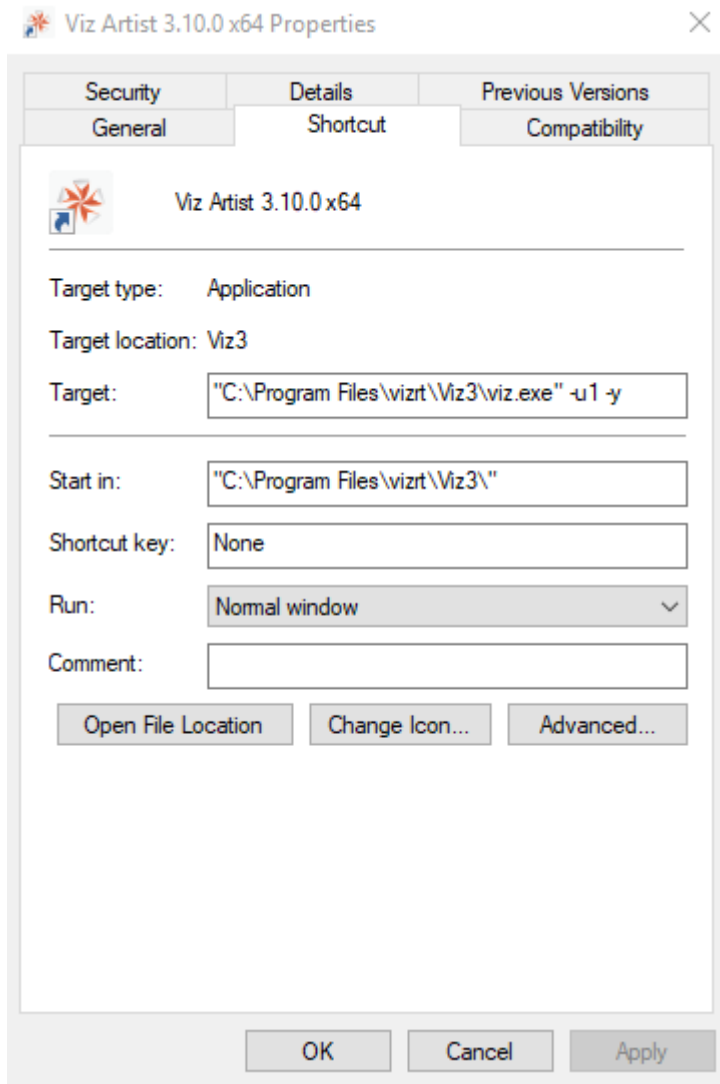 Viz Artist 3.10.0 x64 Properties
Security Details Previous Versions
General Shortcut Compatibility
Viz Artist 3.10.0 x64
Target type: Application
Target location: Viz3
Target: "C:\Program Files\vizrt\Viz3\viz.exe" -u1 -y
Start in: "C:\Program Files\vizrt\Viz3\"
Shortcut key: None
Run: Normal window
Comment:
Open File Location Change Icon... Advanced...
OK Cancel Apply